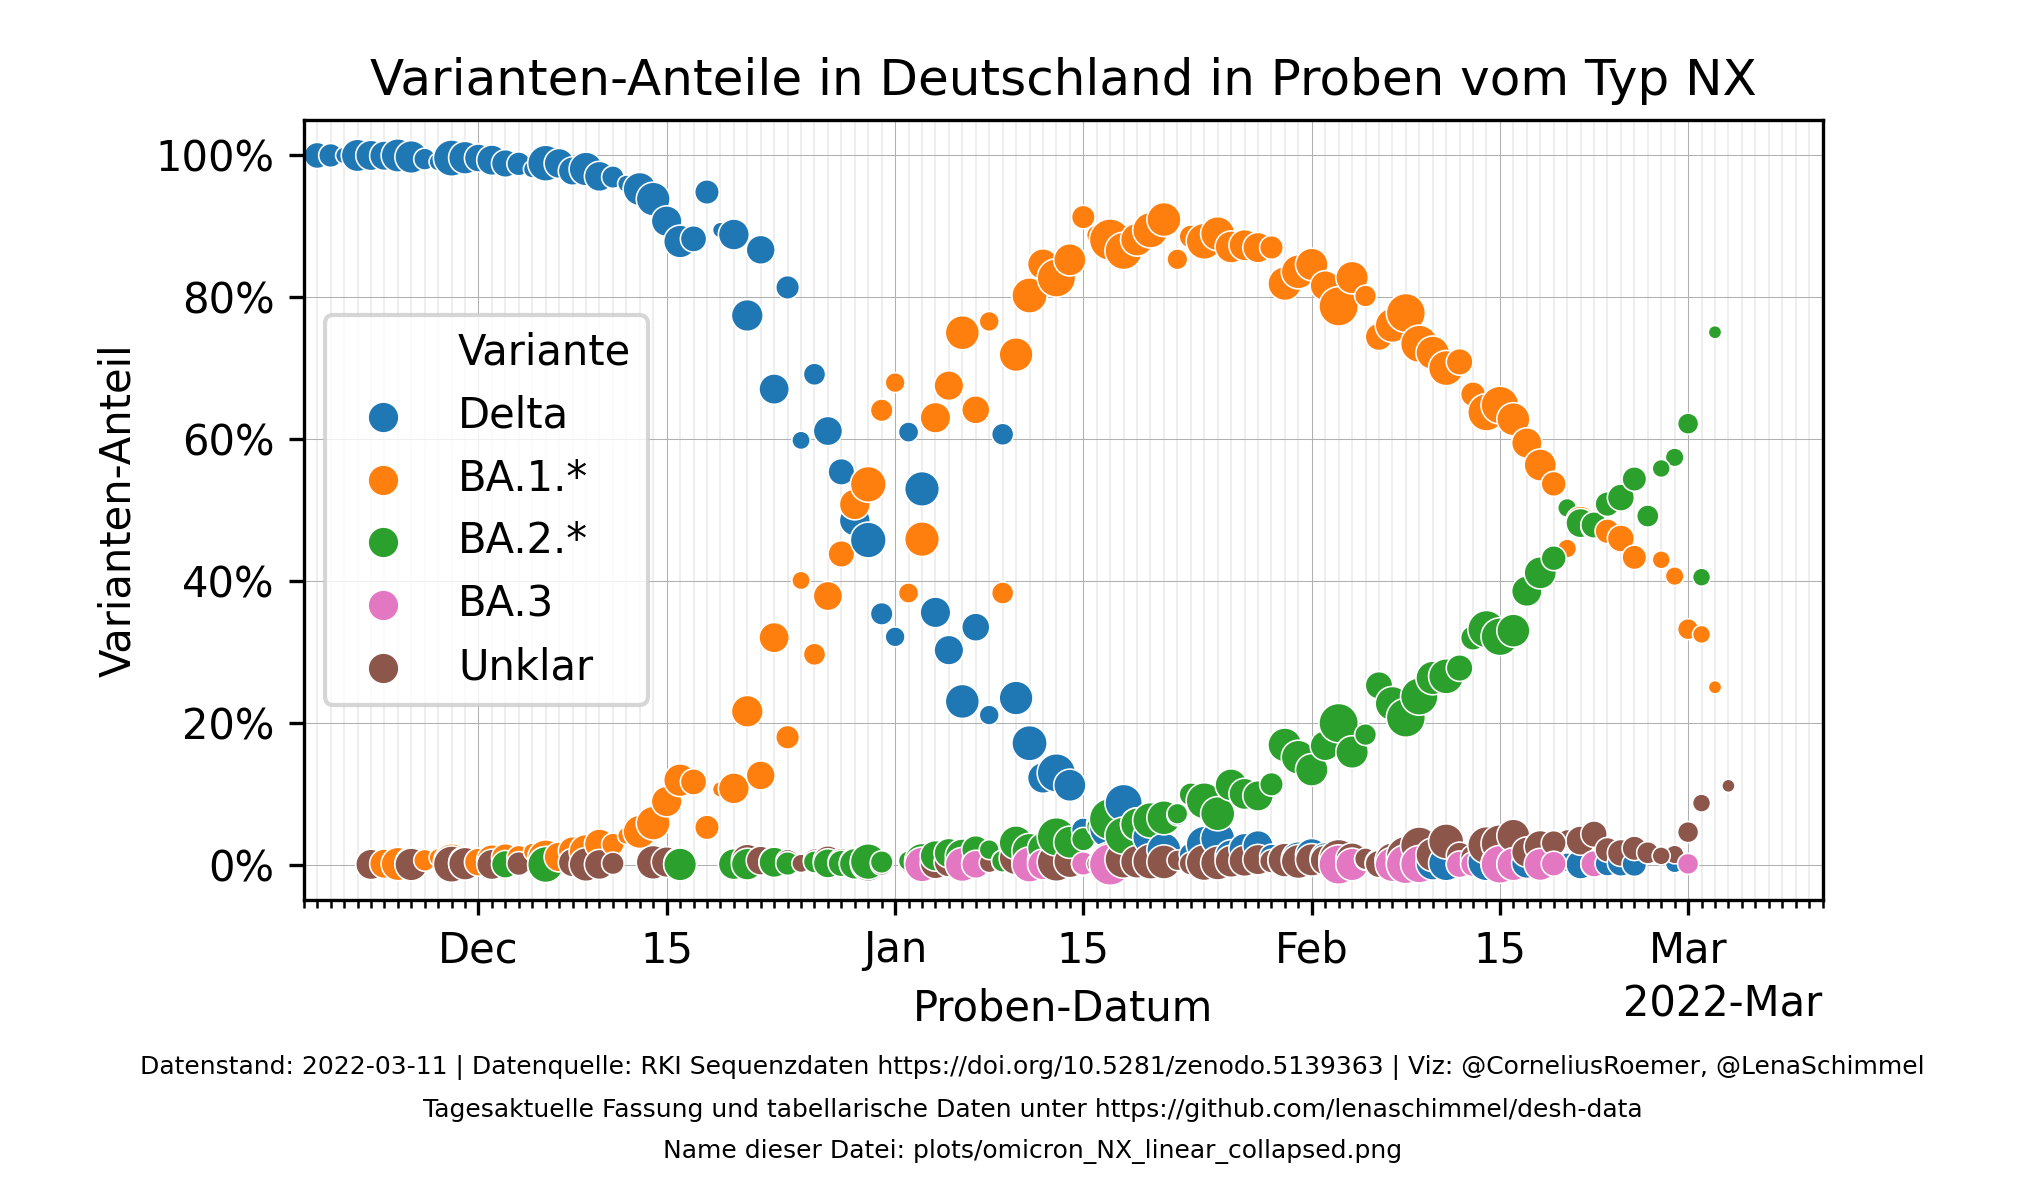 Varianten-Anteile in Deutschland in Proben vom Typ NX
100%
80%
60%
40%
20%
0%
Varianten-Anteil
Variante
Delta
BA.1.*
BA.2.*
BA.3
Unklar
Dec 15 Jan 15 Feb 15 Mar
Proben-Datum
2022-Mar
Datenstand: 2022-03-11 | Datenquelle: RKI Sequenzdaten https://doi.org/10.5281/zenodo.5139363 | Viz: @CorneliusRoemer, @LenaSchimmel
Tagesaktuelle Fassung und tabellarische Daten unter https://github.com/lenaschimmel/desh-data
Name dieser Datei: plots/omicron_NX_linear_collapsed.png